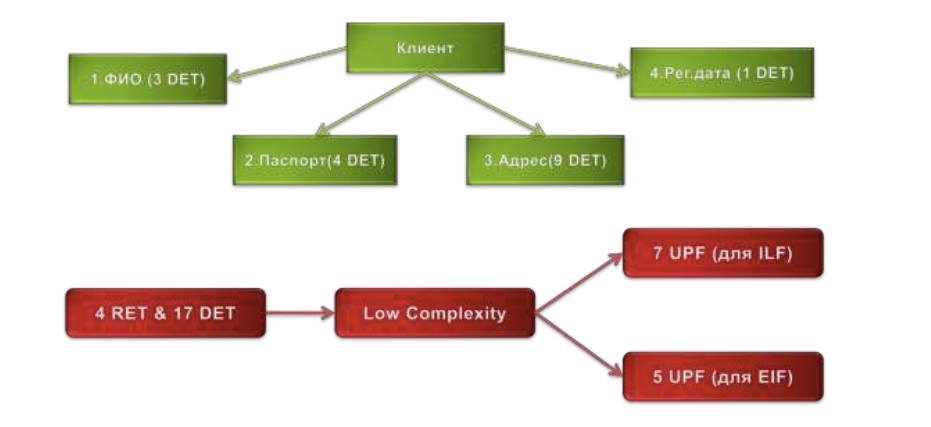 Клиент
1.ФИО (3 DET)
4.Рег.дата (1 DET)
2.Паспорт(4 DET)
3.Адрес(9 DET)
7 UPF (для ILF)
4 RET & 17 DET
Low Complexity
5 UPF (для EIF)